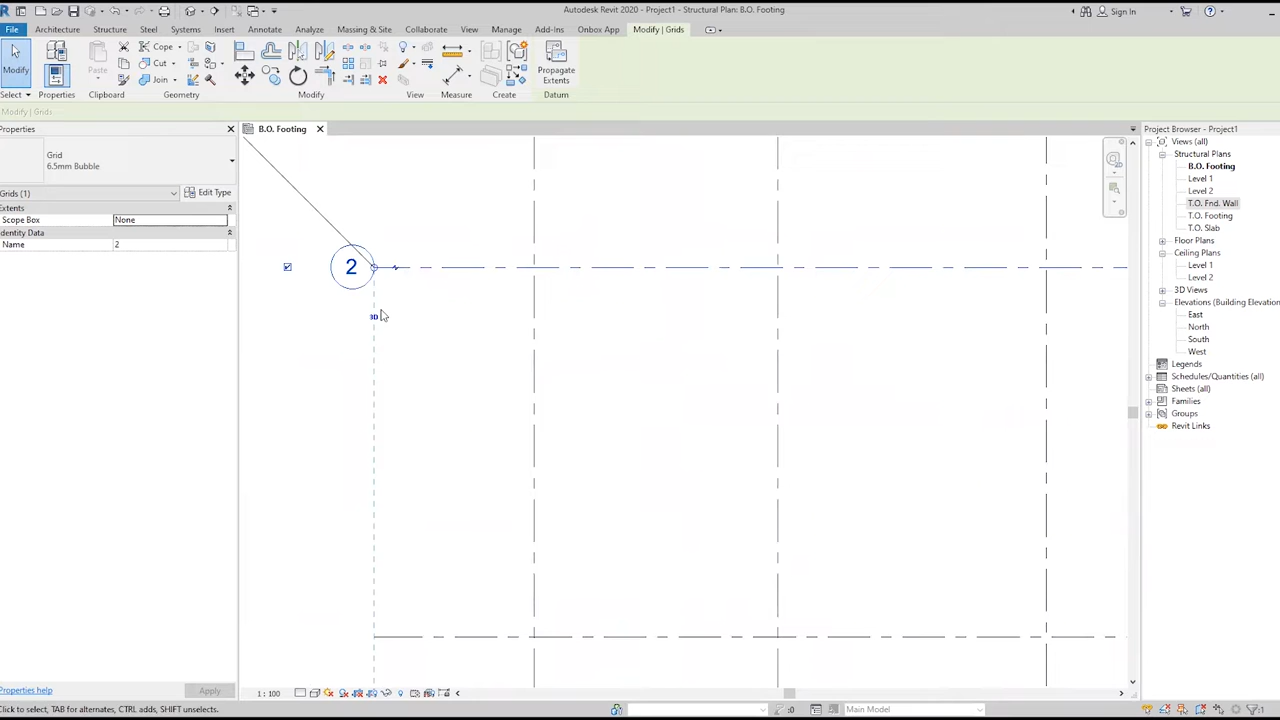 Autodesk Revit 2020 - Project1 - Structural Plan: B.O. Footing
Sign In
File Architecture Structure Steel Systems Insert Annotate Analyze Massing & Site Collaborate View Manage Add-Ins Onbox App Modify | Grids
Modify
Properties
Paste
Cope
Cut
Join
Propagate
Extents
Select Properties Clipboard Geometry Modify View Measure Create Datum
Modify | Grids
Properties
B.O. Footing
Grid
6.5mm Bubble
Grids (1)
Edit Type
Extents
Scope Box None
Identity Data
Name 2
2
3D
Properties help
Apply
1 : 100
Project Browser - Project1
Views (all)
Structural Plans
B.O. Footing
Level 1
Level 2
T.O. Fnd. Wall
T.O. Footing
T.O. Slab
Floor Plans
Ceiling Plans
Level 1
Level 2
3D Views
Elevations (Building Elevation
East
North
South
West
Legends
Schedules/Quantities (all)
Sheets (all)
Families
Groups
Revit Links
Click to select, TAB for alternates, CTRL adds, SHIFT unselects.
:0
Main Model
:1